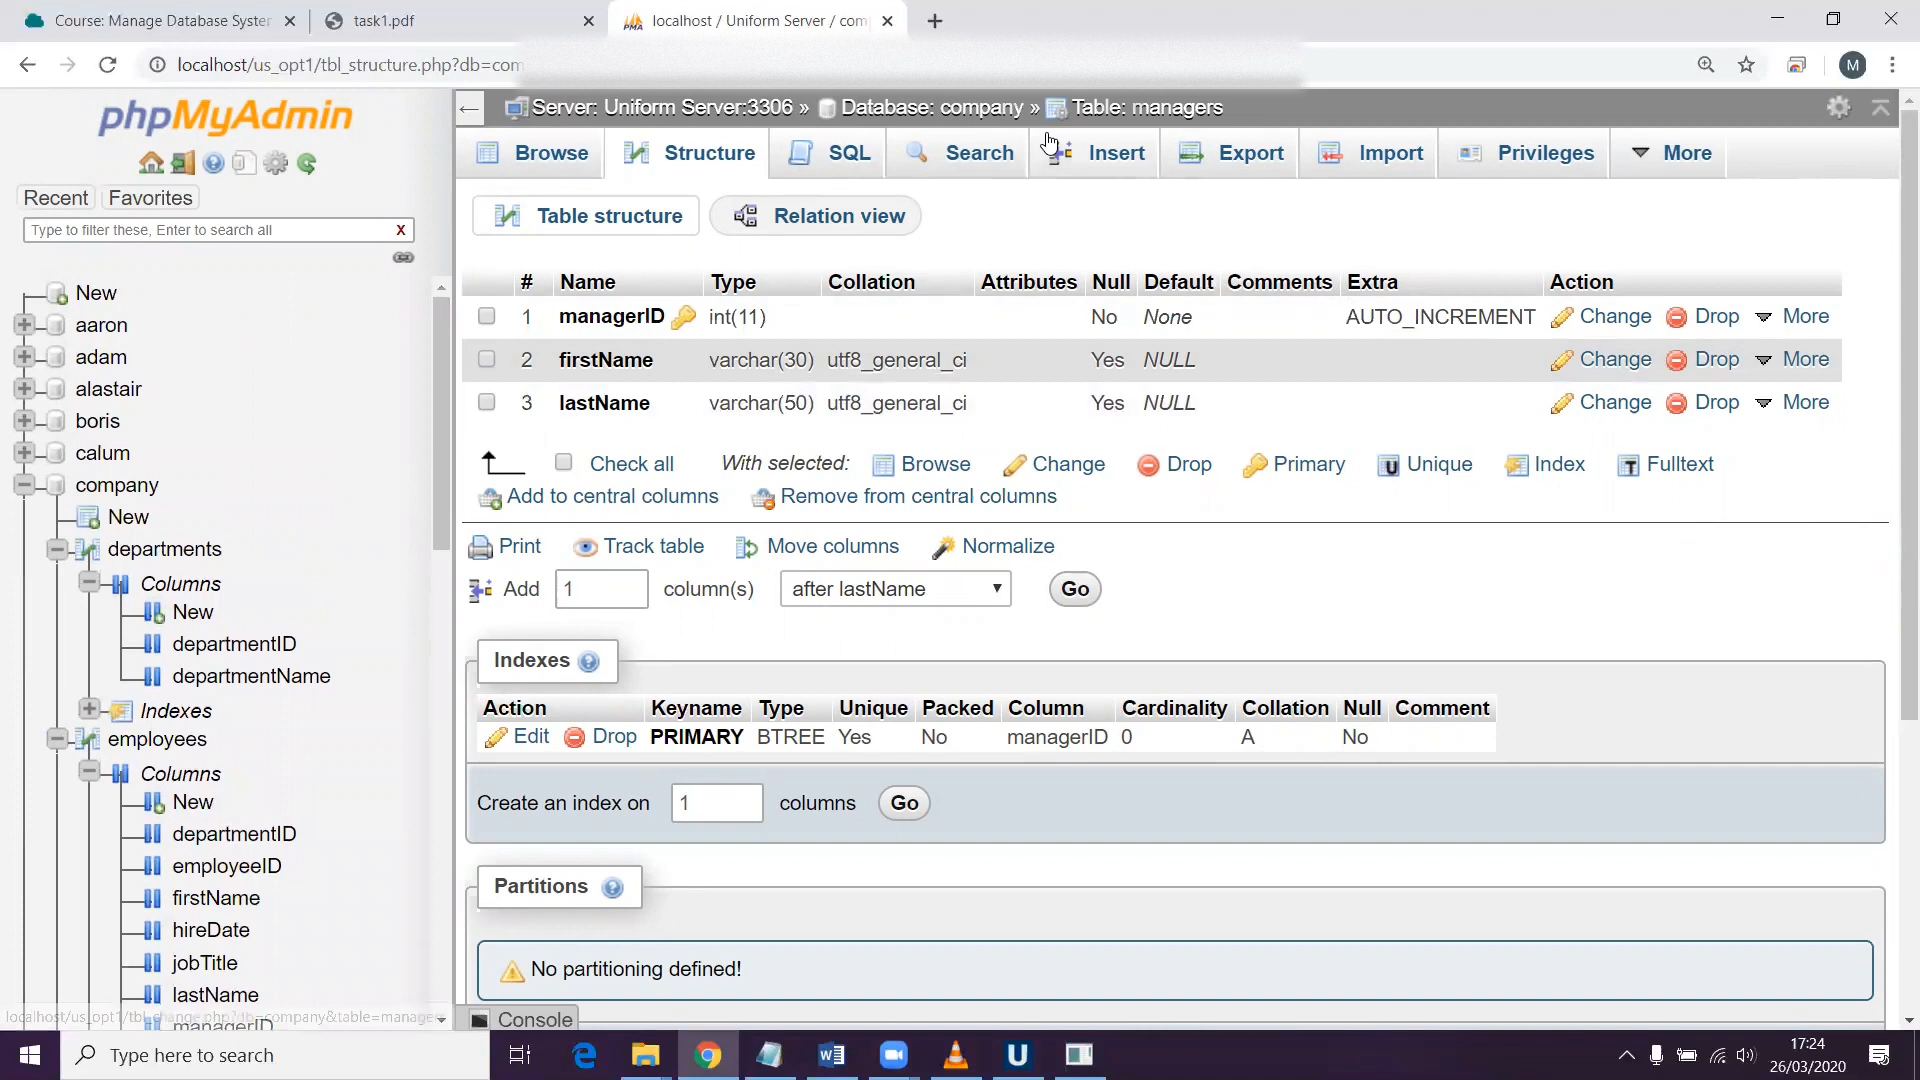 Course: Manage Database Syster
task1.pdf
localhost / Uniform Server / com
localhost/us_opt1/tbl_structure.php?db=com
M
phpMyAdmin
Recent Favorites
Type to filter these, Enter to search all X
New
aaron
adam
alastair
boris
calum
company
New
departments
Columns
New
departmentID
departmentName
Indexes
employees
Columns
New
departmentID
employeeID
firstName
hireDate
jobTitle
lastName
managerID
localhost/us_opt1/tbl_change.php?db=company&table=manager
Server: Uniform Server:3306 » Database: company » Table: managers
Browse Structure SQL Search Insert Export Import Privileges More
Table structure Relation view
# Name Type Collation Attributes Null Default Comments Extra Action
1 managerID int(11) No None AUTO_INCREMENT Change Drop More
2 firstName varchar(30) utf8_general_ci Yes NULL Change Drop More
3 lastName varchar(50) utf8_general_ci Yes NULL Change Drop More
Check all With selected: Browse Change Drop Primary Unique Index Fulltext
Add to central columns Remove from central columns
Print Track table Move columns Normalize
Add 1 column(s) after lastName Go
Indexes
Action Keyname Type Unique Packed Column Cardinality Collation Null Comment
Edit Drop PRIMARY BTREE Yes No managerID 0 A No
Create an index on 1 columns Go
Partitions
No partitioning defined!
Console
Type here to search
17:24
26/03/2020